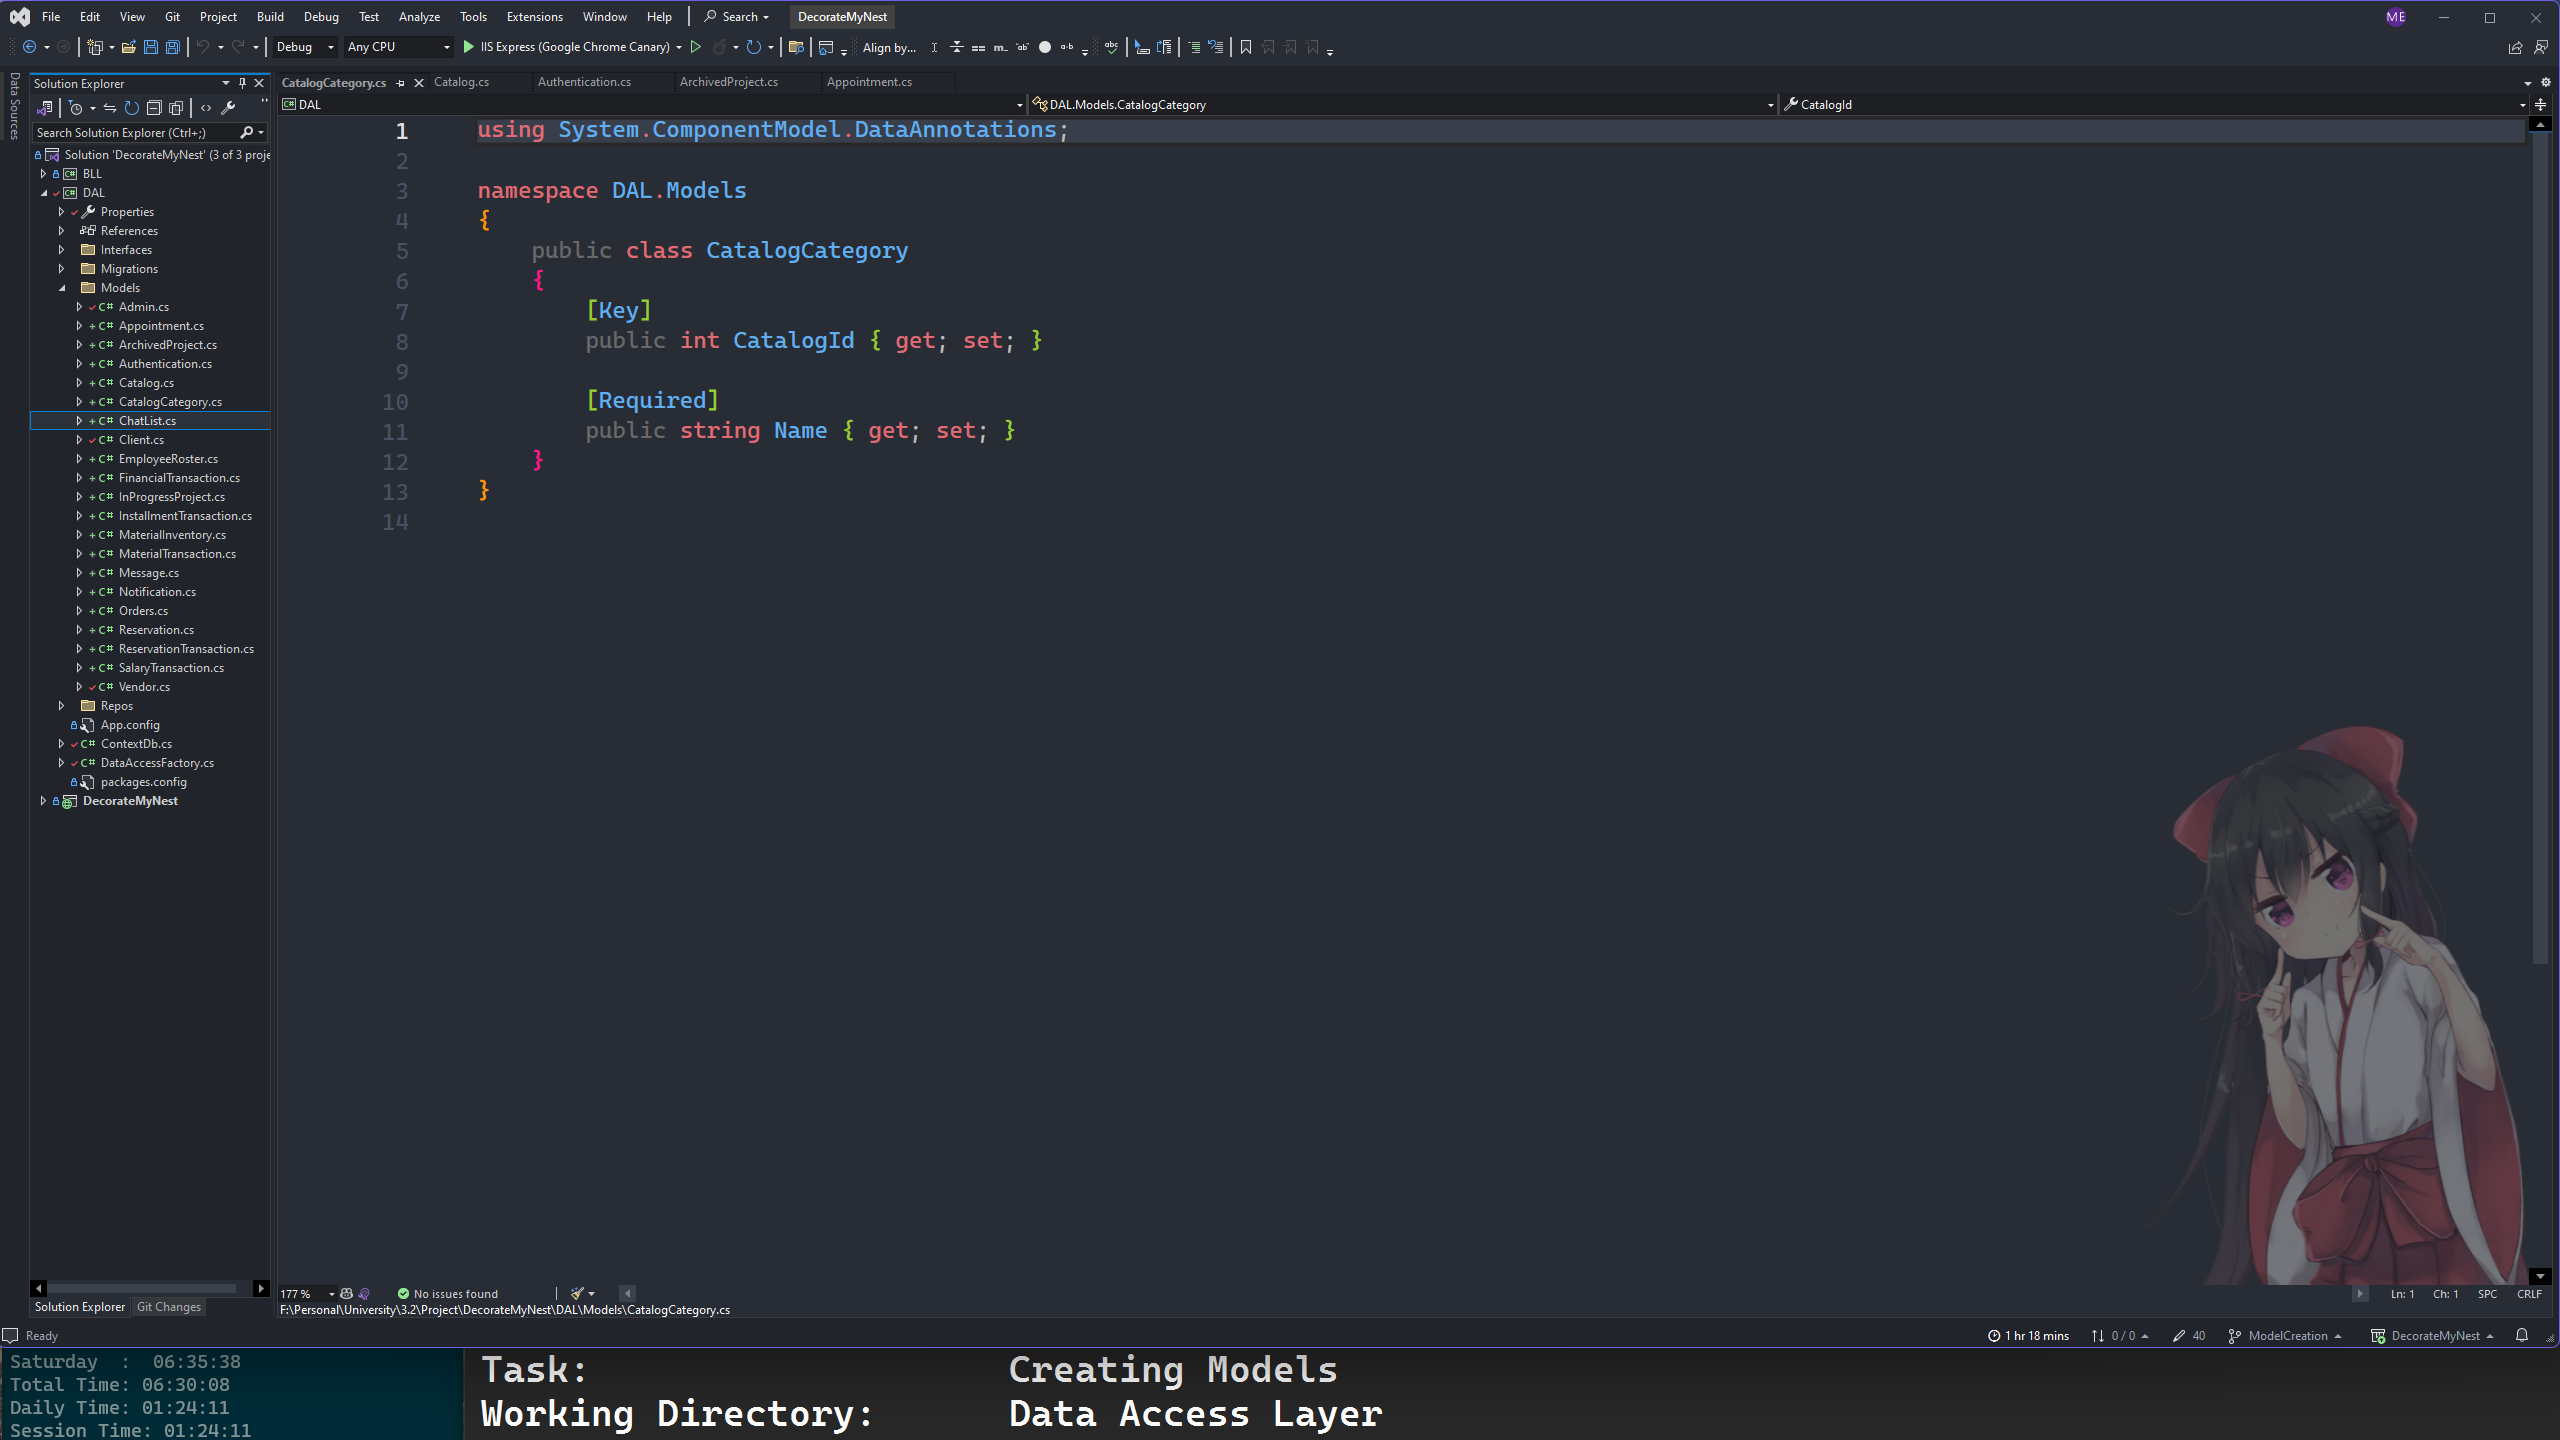 File Edit View Git Project Build Debug Test Analyze Tools Extensions Window Help Search DecorateMyNest ME
Debug Any CPU IIS Express (Google Chrome Canary) Align by...
Data Sources
Solution Explorer
Search Solution Explorer (Ctrl+;)
Solution 'DecorateMyNest' (3 of 3 proje
BLL
DAL
Properties
References
Interfaces
Migrations
Models
C# Admin.cs
C# Appointment.cs
C# ArchivedProject.cs
C# Authentication.cs
C# Catalog.cs
C# CatalogCategory.cs
C# ChatList.cs
C# Client.cs
C# EmployeeRoster.cs
C# FinancialTransaction.cs
C# InProgressProject.cs
C# InstallmentTransaction.cs
C# MaterialInventory.cs
C# MaterialTransaction.cs
C# Message.cs
C# Notification.cs
C# Orders.cs
C# Reservation.cs
C# ReservationTransaction.cs
C# SalaryTransaction.cs
C# Vendor.cs
Repos
App.config
C# ContextDb.cs
C# DataAccessFactory.cs
packages.config
DecorateMyNest
Solution Explorer Git Changes
CatalogCategory.cs Catalog.cs Authentication.cs ArchivedProject.cs Appointment.cs
DAL DAL.Models.CatalogCategory CatalogId
1 using System.ComponentModel.DataAnnotations;
2
3 namespace DAL.Models
4 {
5 public class CatalogCategory
6 {
7 [Key]
8 public int CatalogId { get; set; }
9
10 [Required]
11 public string Name { get; set; }
12 }
13 }
14
177 % No issues found Ln: 1 Ch: 1 SPC CRLF
F:\Personal\University\3.2\Project\DecorateMyNest\DAL\Models\CatalogCategory.cs
Ready 1 hr 18 mins 0 / 0 40 ModelCreation DecorateMyNest
Saturday : 06:35:38
Total Time: 06:30:08
Daily Time: 01:24:11
Session Time: 01:24:11
Task: Creating Models
Working Directory: Data Access Layer